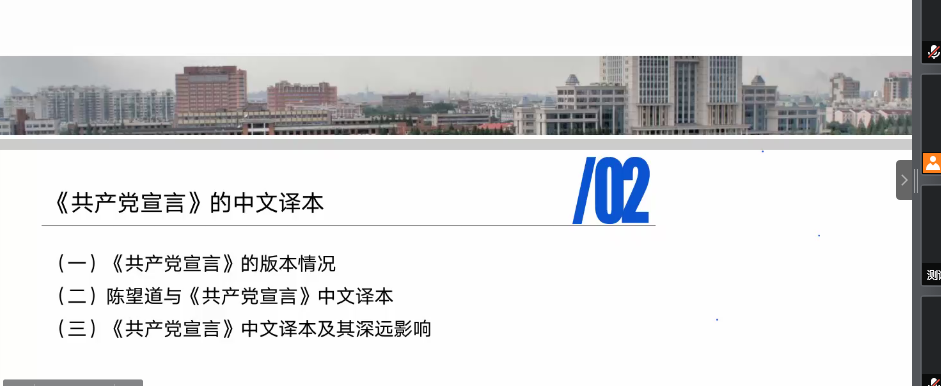 /02
《共产党宣言》的中文译本
（一）《共产党宣言》的版本情况
（二）陈望道与《共产党宣言》中文译本
（三）《共产党宣言》中文译本及其深远影响